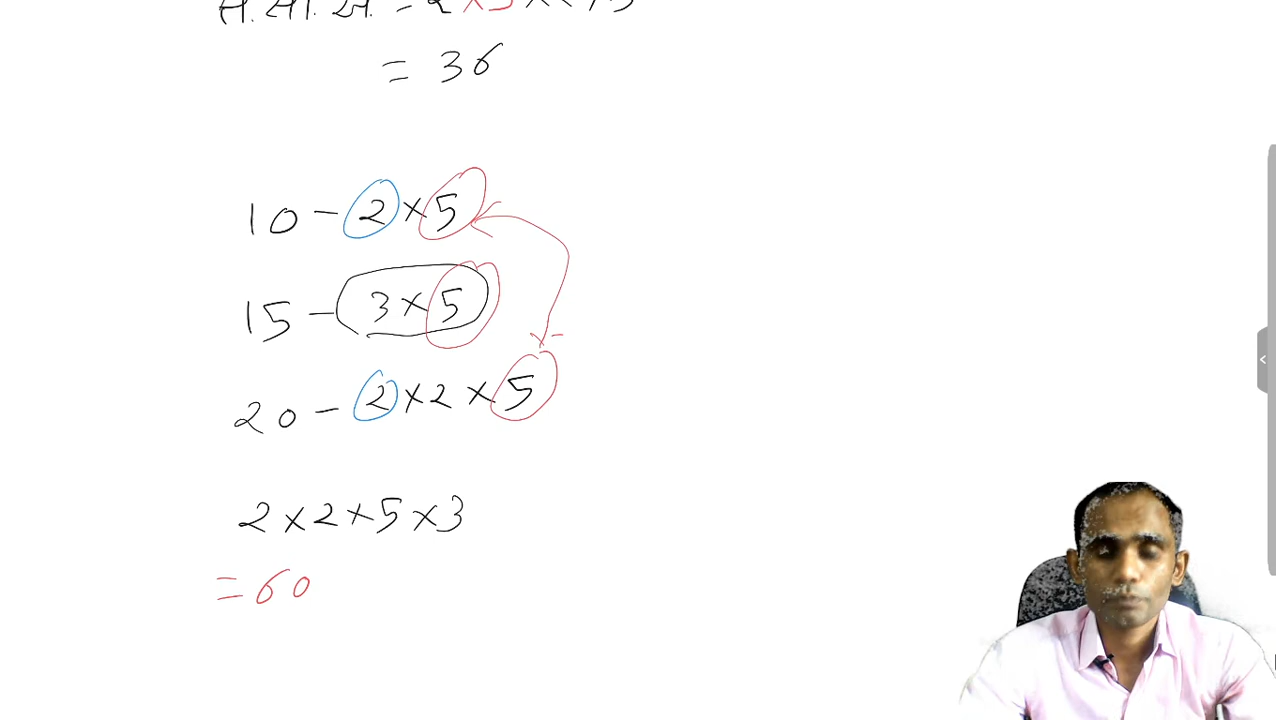 = 36
10 - 2 × 5
15 - 3 × 5
20 - 2 × 2 × 5
2 × 2 × 5 × 3
= 60